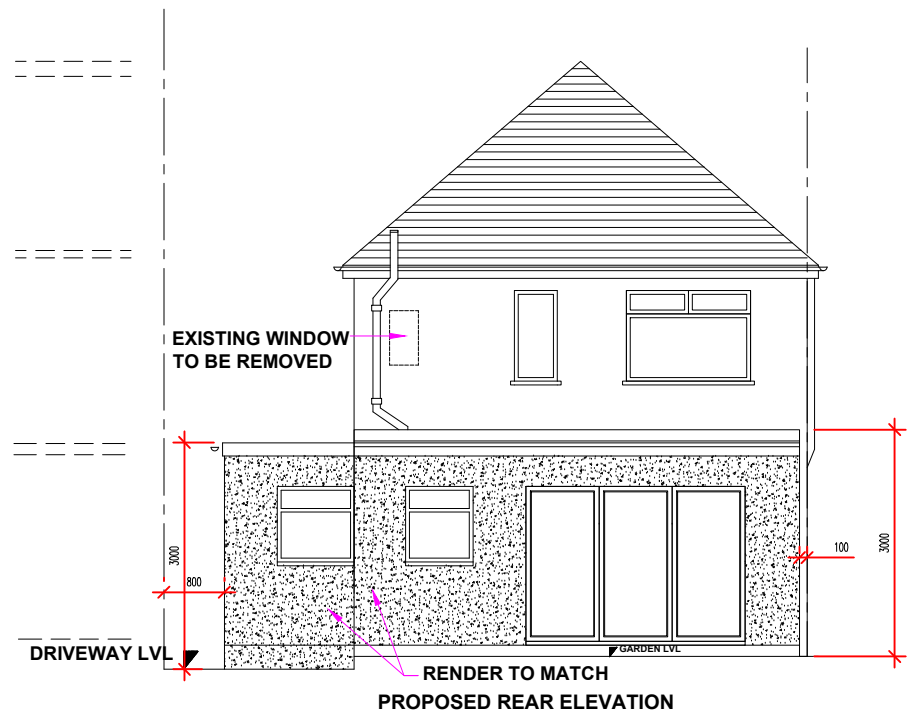 EXISTING WINDOW
TO BE REMOVED
3000
800
100
3000
DRIVEWAY LVL
GARDEN LVL
RENDER TO MATCH
PROPOSED REAR ELEVATION